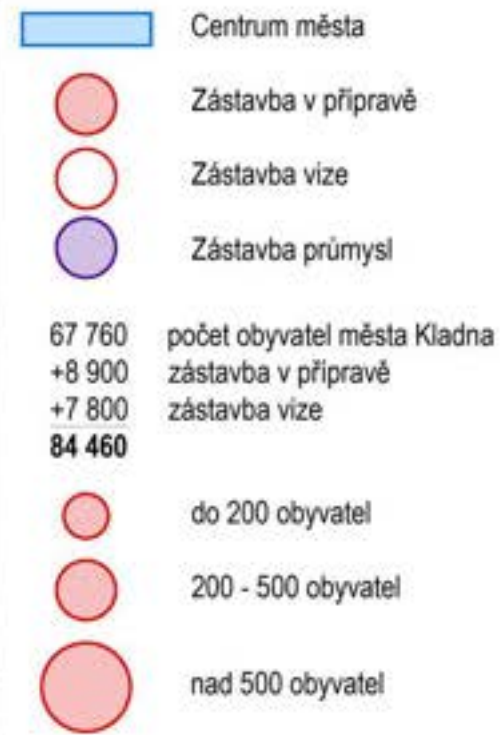 Centrum města
Zástavba v přípravě
Zástavba vize
Zástavba průmysl
67 760 počet obyvatel města Kladna
+8 900 zástavba v přípravě
+7 800 zástavba vize
84 460
do 200 obyvatel
200 - 500 obyvatel
nad 500 obyvatel